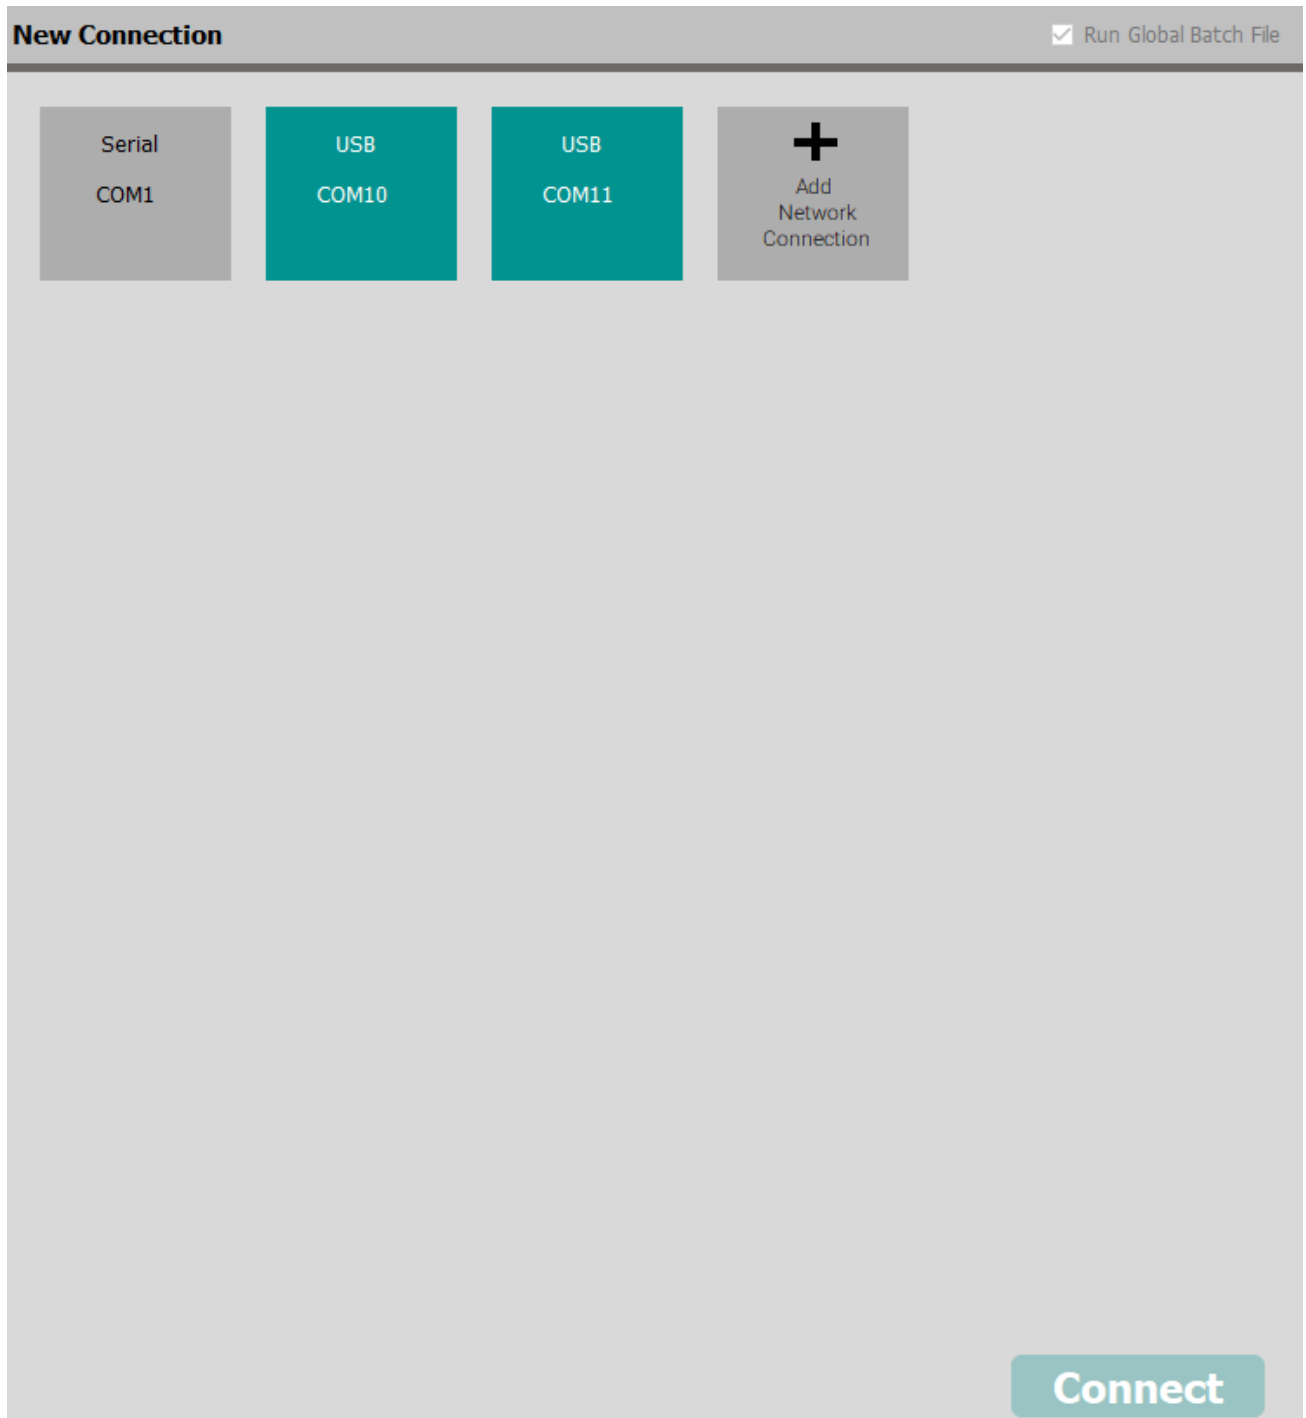 New Connection
Run Global Batch File
Serial
COM1
USB
COM10
USB
COM11
Add
Network
Connection
Connect